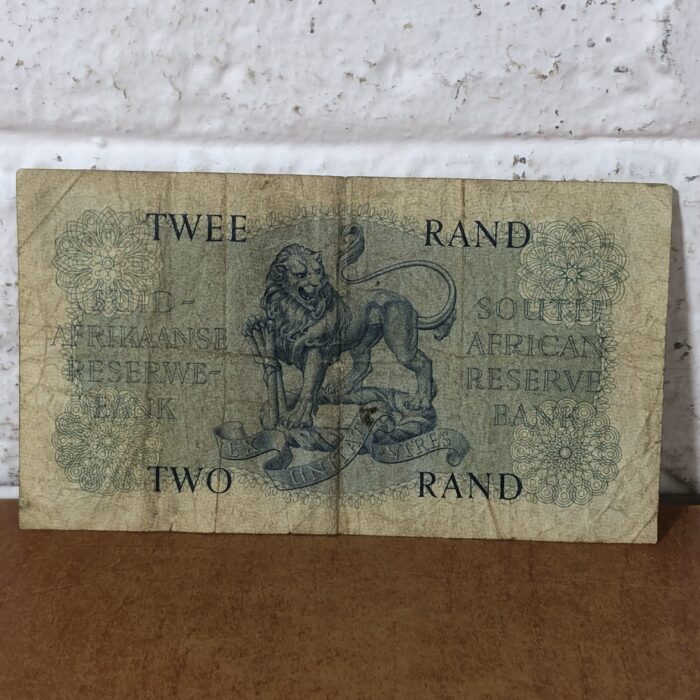 TWEE RAND
SUID-
AFRIKAANSE
RESERWE-
BANK
SOUTH
AFRICAN
RESERVE
BANK
EX UNITATE VIRES
TWO RAND